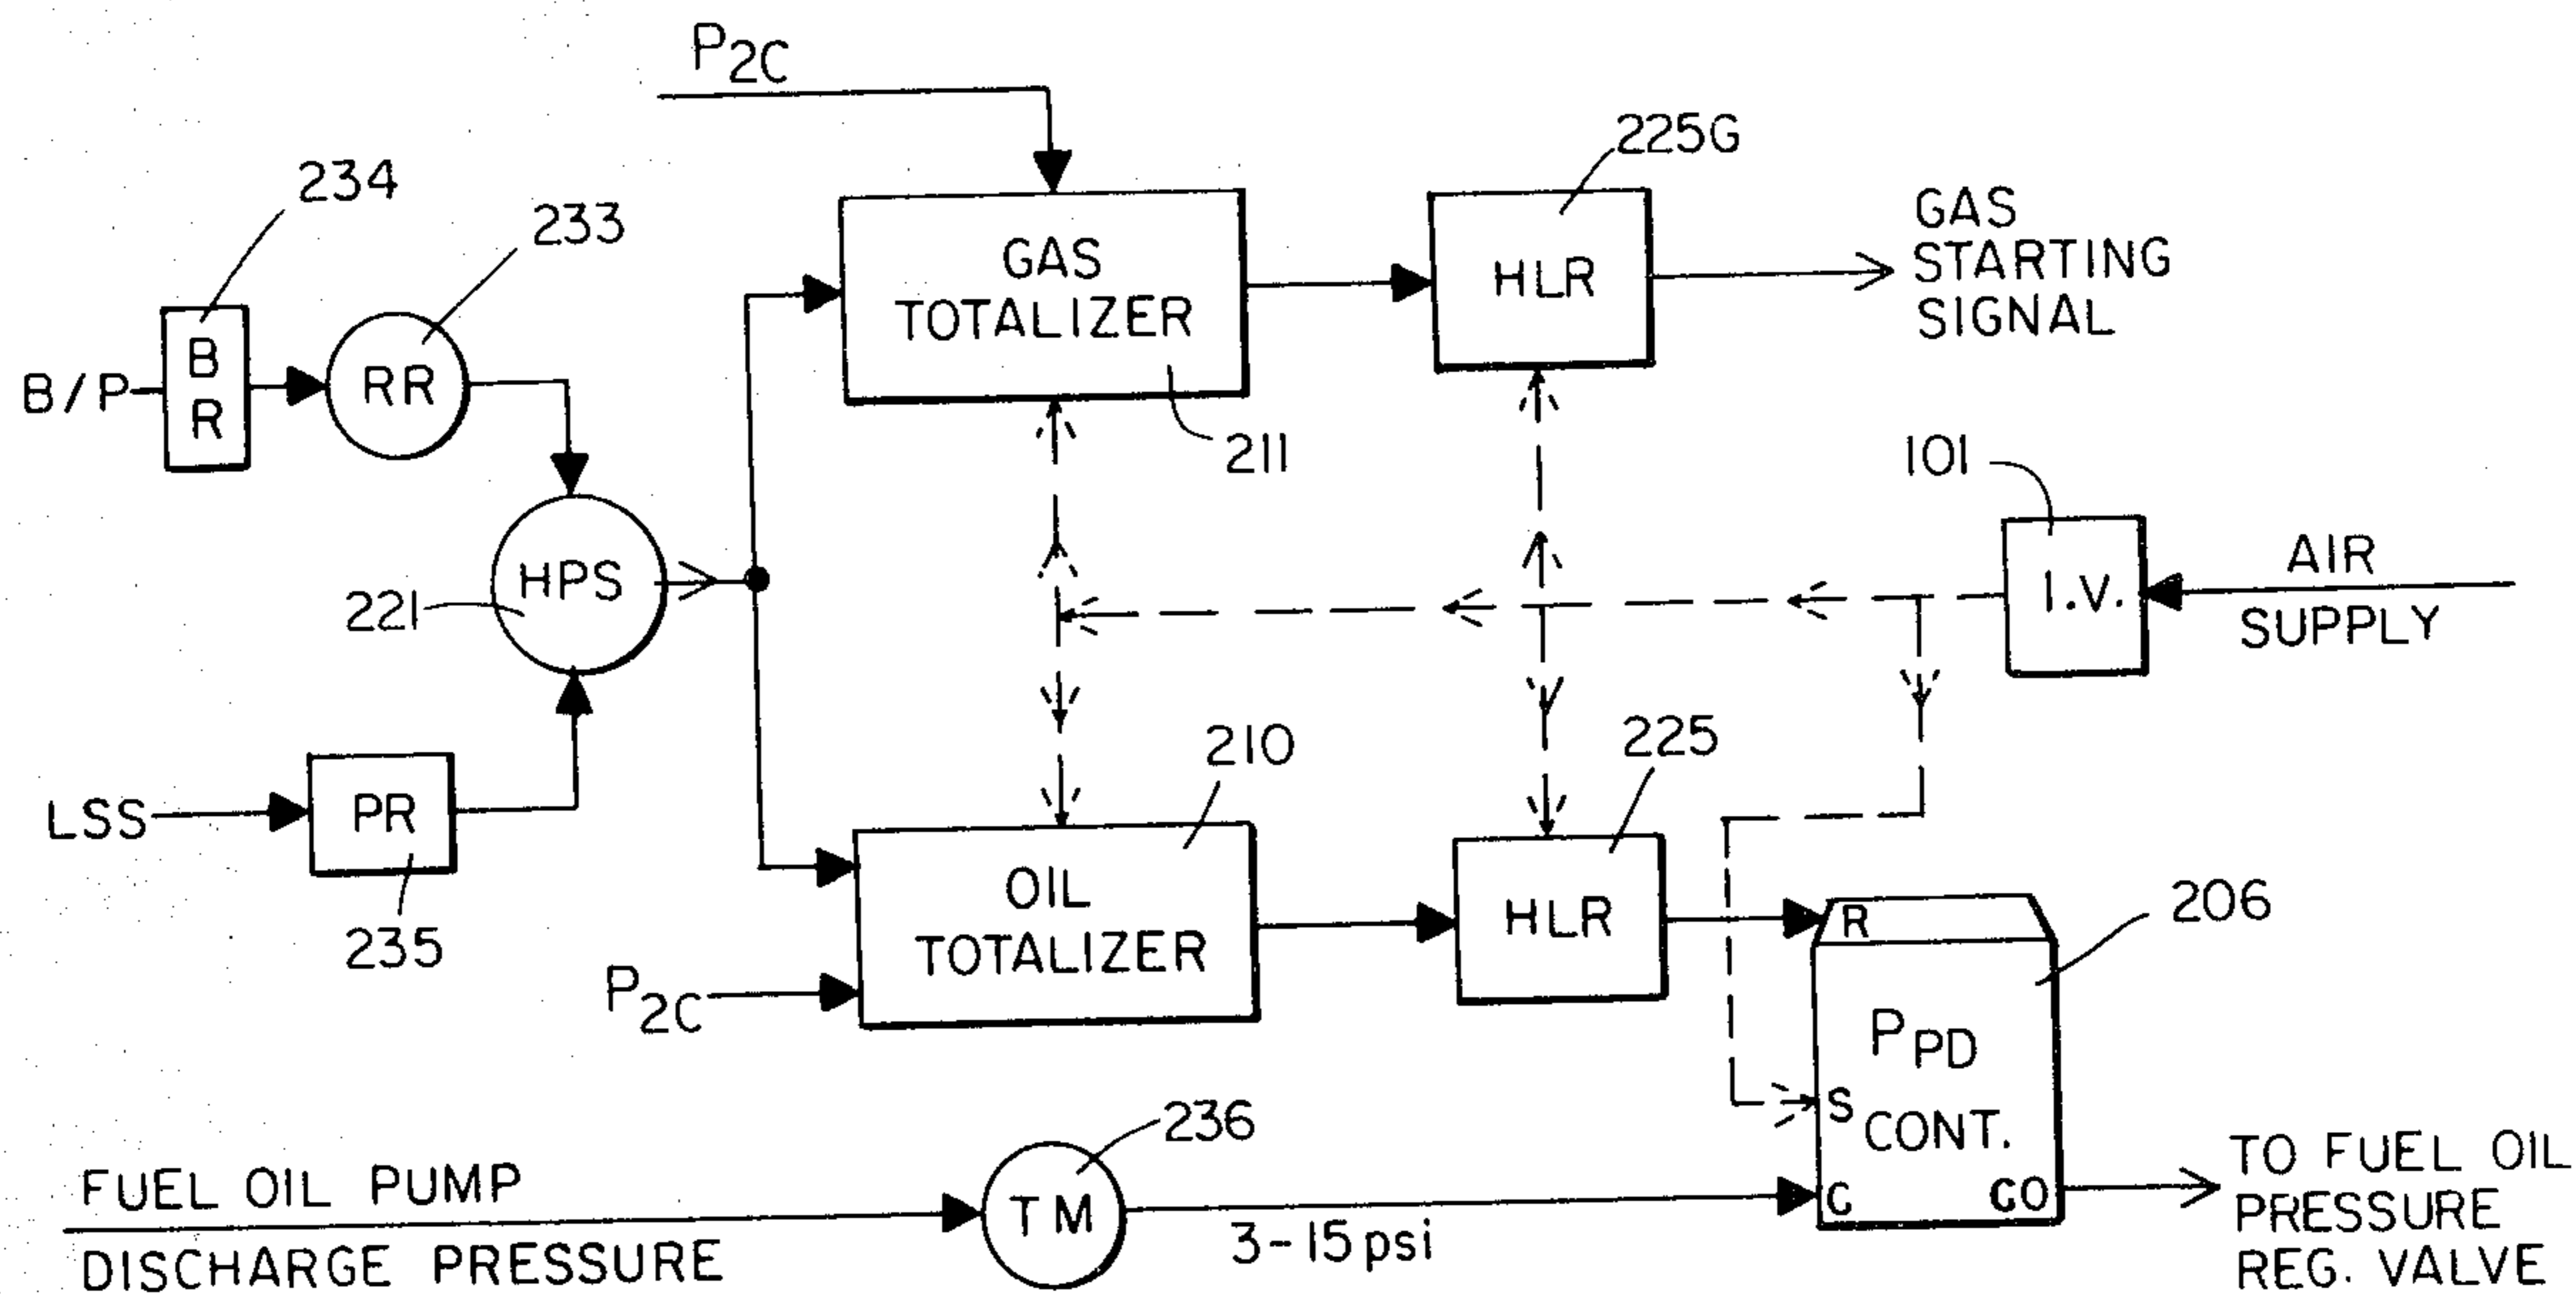 P2C
225G
234
233
GAS
TOTALIZER
HLR
GAS
STARTING
SIGNAL
B/P
B
R
RR
211
101
HPS
221
I.V.
AIR
SUPPLY
LSS
PR
235
210
225
OIL
TOTALIZER
P2C
HLR
R
206
PPD
CONT.
S
G
GO
236
FUEL OIL PUMP
DISCHARGE PRESSURE
TM
3-15 psi
TO FUEL OIL
PRESSURE
REG. VALVE